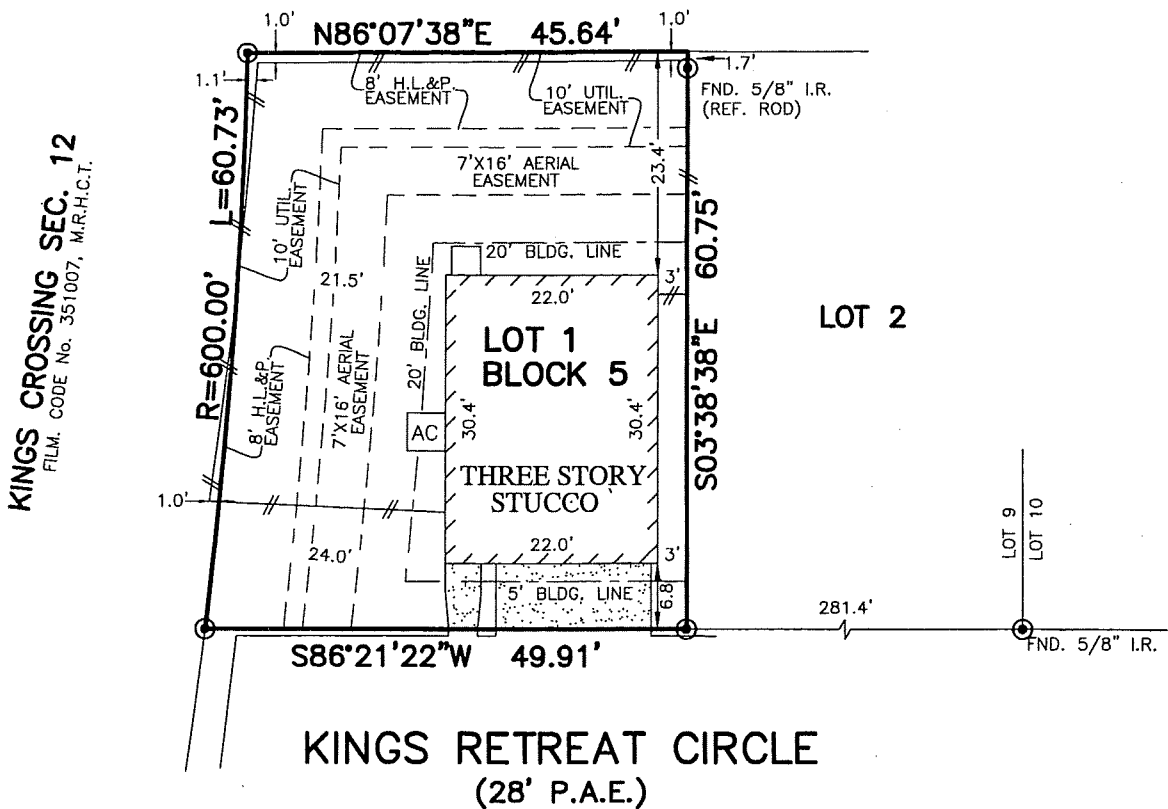 1.0'
N86°07'38"E 45.64'
1.0'
1.7'
FND. 5/8" I.R.
(REF. ROD)
1.1'
8' H.L.&P.
EASEMENT
10' UTIL.
EASEMENT
7'X16' AERIAL
EASEMENT
23.4'
KINGS CROSSING SEC. 12
FILM. CODE No. 351007, M.R.H.C.T.
R=600.00' L=60.73'
10' UTIL.
EASEMENT
21.5'
20' BLDG. LINE
20' BLDG. LINE
3'
22.0'
S03°38'38"E 60.75'
LOT 2
LOT 1
BLOCK 5
8' H.L.&P.
EASEMENT
7'X16' AERIAL
EASEMENT
AC
30.4'
30.4'
THREE STORY
STUCCO
1.0'
24.0'
22.0'
3'
5' BLDG. LINE
6.8'
LOT 9
LOT 10
281.4'
FND. 5/8" I.R.
S86°21'22"W 49.91'
KINGS RETREAT CIRCLE
(28' P.A.E.)